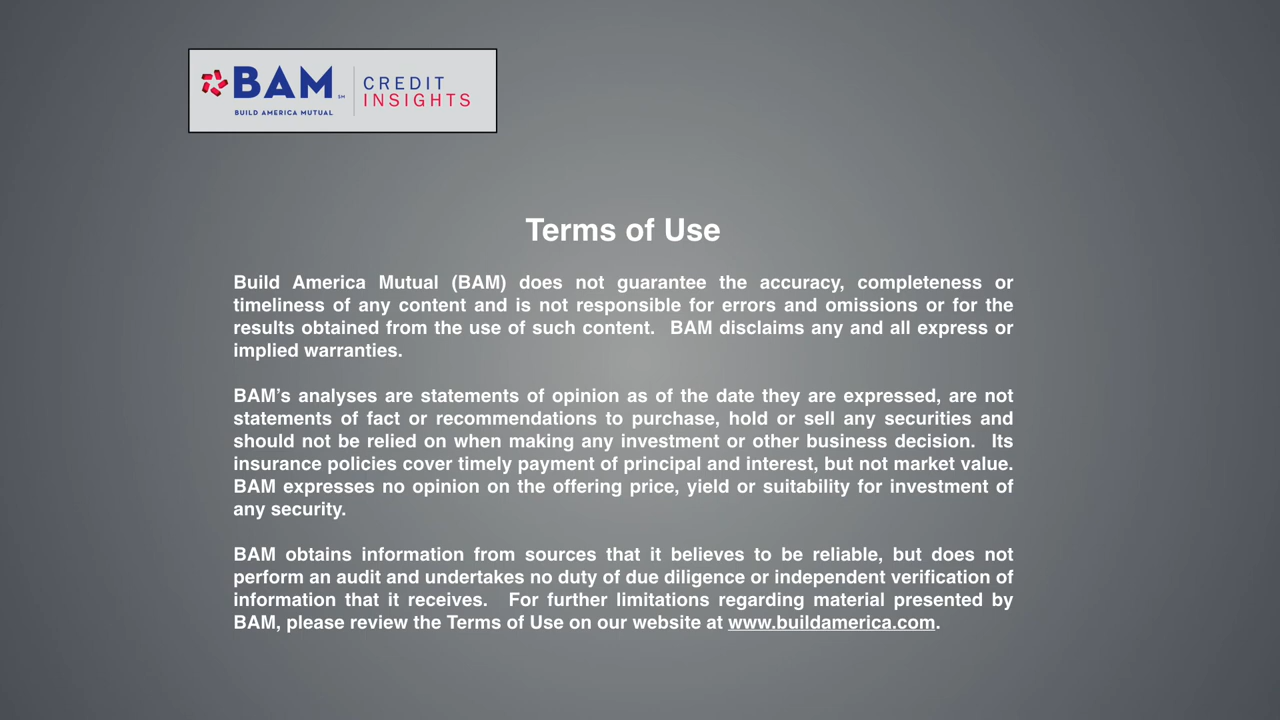 BAM SM
BUILD AMERICA MUTUAL
CREDIT
INSIGHTS
Terms of Use
Build America Mutual (BAM) does not guarantee the accuracy, completeness or
timeliness of any content and is not responsible for errors and omissions or for the
results obtained from the use of such content. BAM disclaims any and all express or
implied warranties.
BAM’s analyses are statements of opinion as of the date they are expressed, are not
statements of fact or recommendations to purchase, hold or sell any securities and
should not be relied on when making any investment or other business decision. Its
insurance policies cover timely payment of principal and interest, but not market value.
BAM expresses no opinion on the offering price, yield or suitability for investment of
any security.
BAM obtains information from sources that it believes to be reliable, but does not
perform an audit and undertakes no duty of due diligence or independent verification of
information that it receives. For further limitations regarding material presented by
BAM, please review the Terms of Use on our website at www.buildamerica.com.